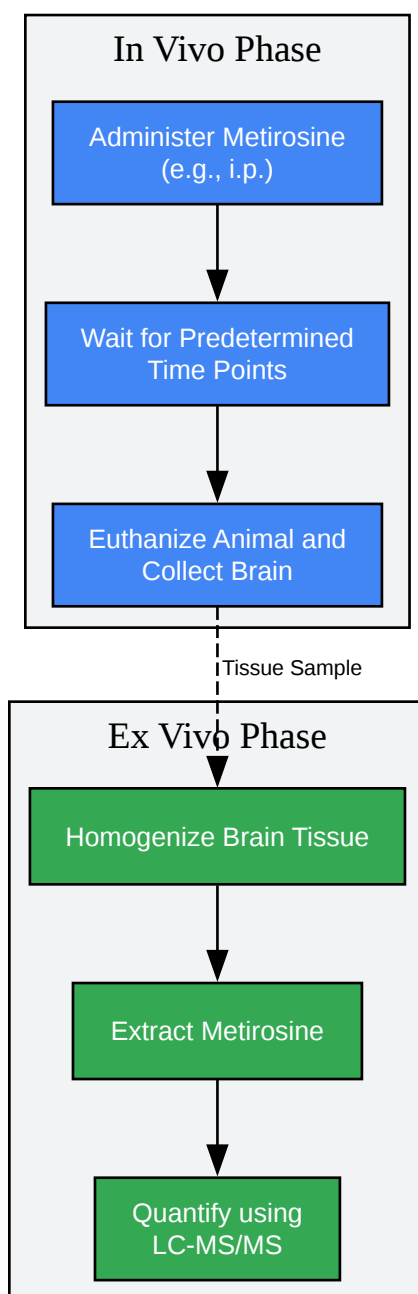 In Vivo Phase
Administer Metirosine
(e.g., i.p.)
Wait for Predetermined
Time Points
Euthanize Animal and
Collect Brain
Tissue Sample
Ex Vivo Phase
Homogenize Brain Tissue
Extract Metirosine
Quantify using
LC-MS/MS